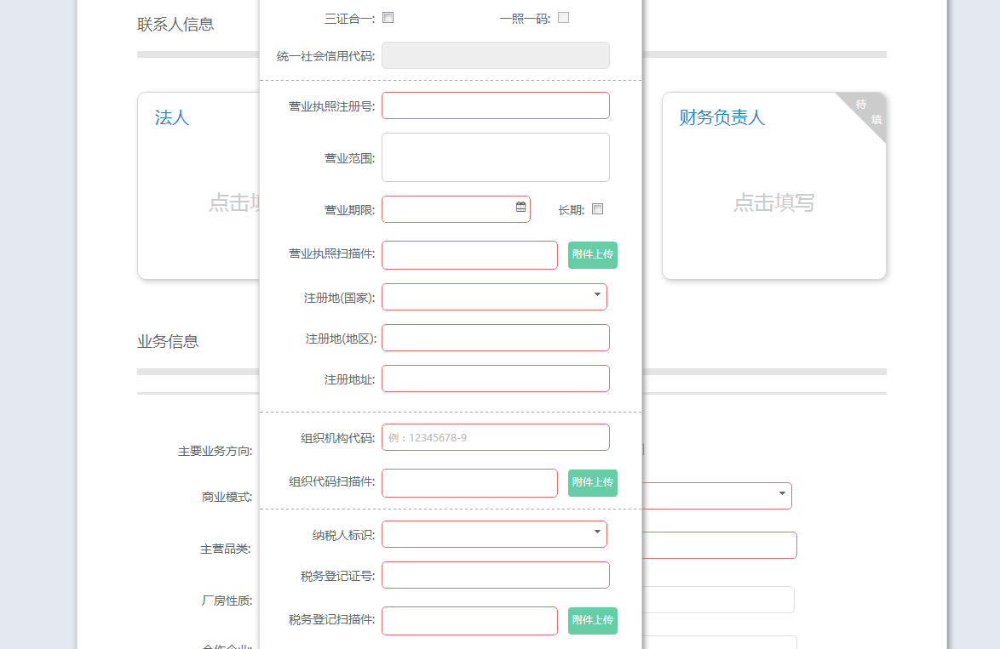 联系人信息
三证合一:
一照一码:
统一社会信用代码:
法人
点击
营业执照注册号:
营业范围:
营业期限:
长期:
营业执照扫描件:
附件上传
注册地(国家):
注册地(地区):
注册地址:
财务负责人
待
填
点击填写
业务信息
组织机构代码:
例：12345678-9
组织代码扫描件:
附件上传
纳税人标识:
税务登记证号:
税务登记扫描件:
附件上传
主要业务方向:
商业模式:
主营品类:
厂房性质: